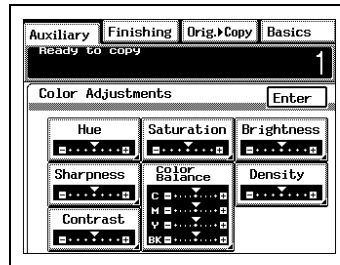 Auxiliary Finishing Orig.▸Copy Basics
Ready to copy
1
Color Adjustments Enter
Hue Saturation Brightness
Sharpness Color Balance Density
C
M
Y
BK
Contrast